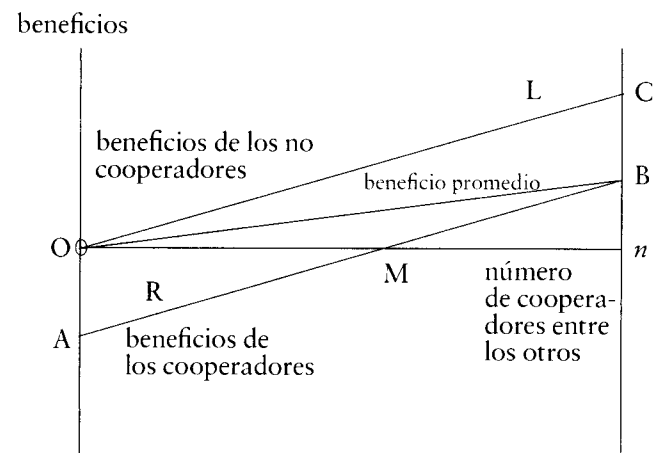 beneficios
L
C
beneficios de los no
cooperadores
beneficio promedio
B
O
M
n
R
número
de coopera-
dores entre
los otros
A
beneficios de
los cooperadores